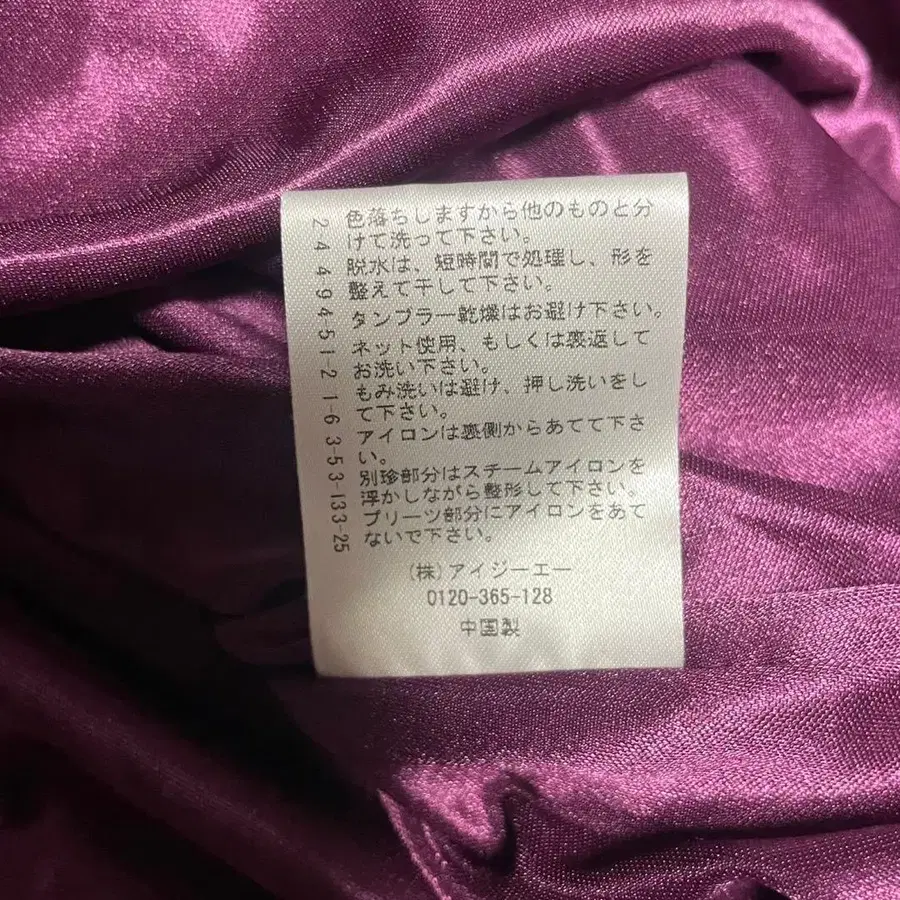 色落ちしますから他のものと分
けて洗って下さい。
脱水は、短時間で処理し、形を
整えて干して下さい。
タンブラー乾燥はお避け下さい。
ネット使用、もしくは裏返して
お洗い下さい。
もみ洗いは避け、押し洗いをし
て下さい。
アイロンは裏側からあてて下さ
い。
別珍部分はスチームアイロンを
浮かしながら整形して下さい。
プリーツ部分にアイロンをあて
ないで下さい。
(株)アイジーエー
0120-365-128
中国製
2449451-21-63-53-133-25